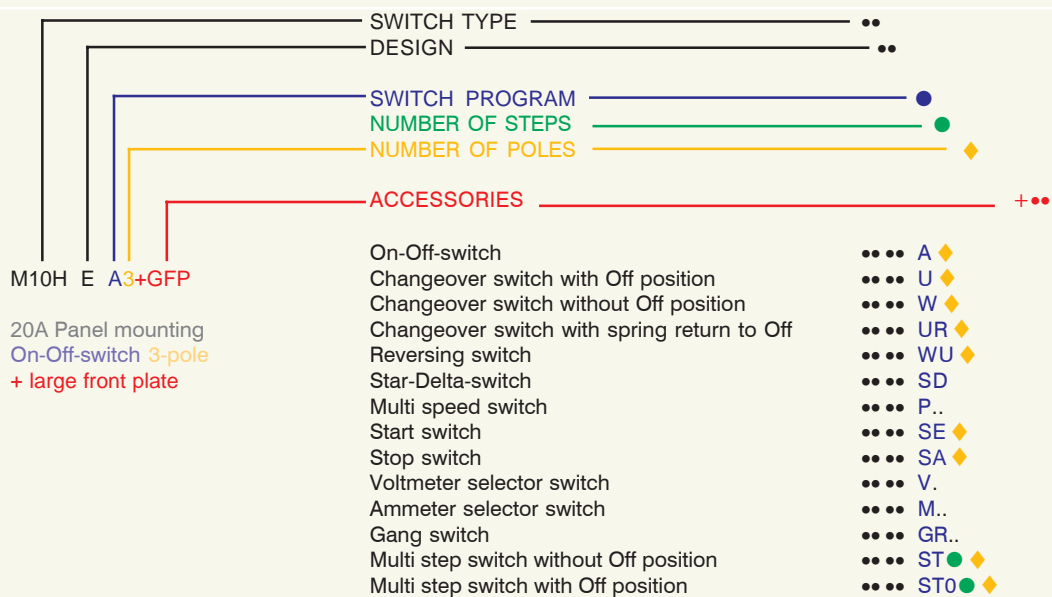 SWITCH TYPE ••
DESIGN ••
SWITCH PROGRAM ●
NUMBER OF STEPS ●
NUMBER OF POLES ♦
ACCESSORIES +••
M10H E A3+GFP
20A Panel mounting
On-Off-switch 3-pole
+ large front plate
On-Off-switch •• •• A ♦
Changeover switch with Off position •• •• U ♦
Changeover switch without Off position •• •• W ♦
Changeover switch with spring return to Off •• •• UR ♦
Reversing switch •• •• WU ♦
Star-Delta-switch •• •• SD
Multi speed switch •• •• P..
Start switch •• •• SE ♦
Stop switch •• •• SA ♦
Voltmeter selector switch •• •• V.
Ammeter selector switch •• •• M..
Gang switch •• •• GR..
Multi step switch without Off position •• •• ST ● ♦
Multi step switch with Off position •• •• ST0 ● ♦